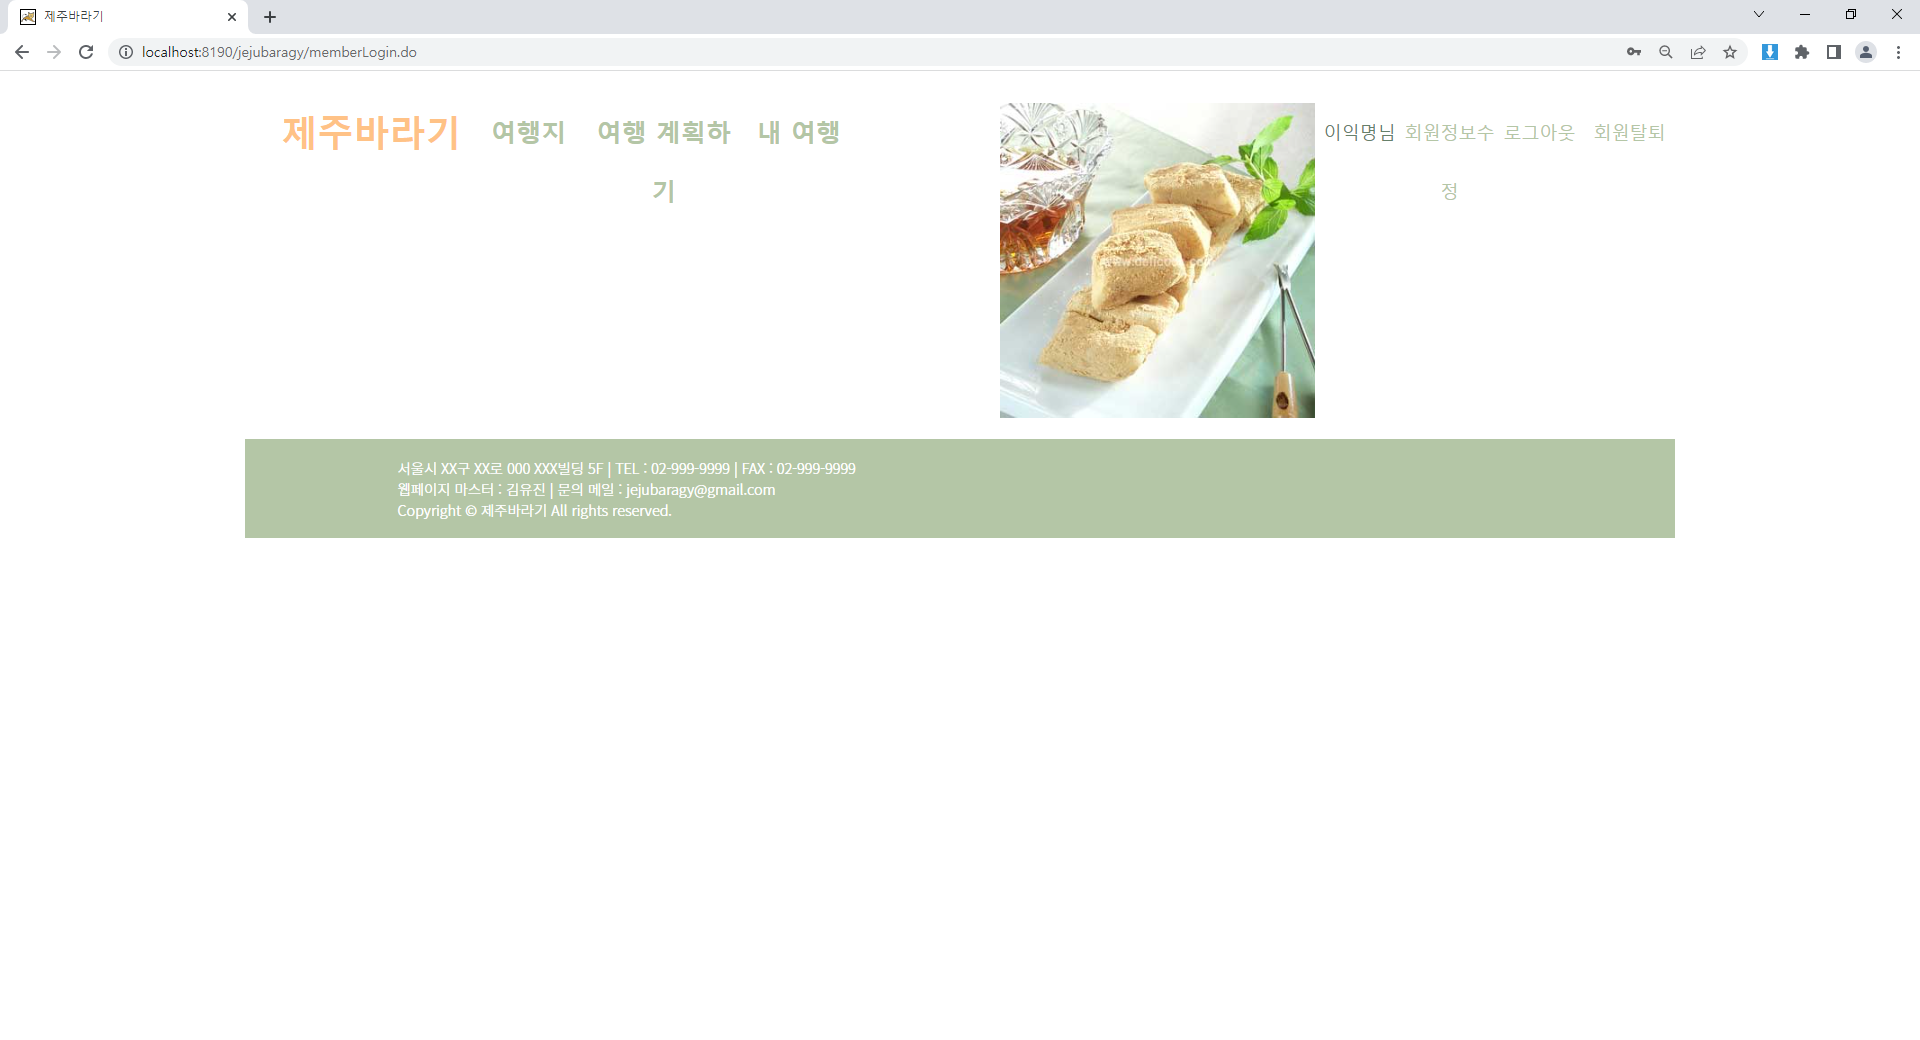 제주바라기
localhost:8190/jejubaragy/memberLogin.do
제주바라기 여행지 여행 계획하 내 여행 이익명님 회원정보수 로그아웃 회원탈퇴
기 정
서울시 XX구 XX로 000 XXX빌딩 5F | TEL : 02-999-9999 | FAX : 02-999-9999
웹페이지 마스터 : 김유진 | 문의 메일 : jejubaragy@gmail.com
Copyright © 제주바라기 All rights reserved.